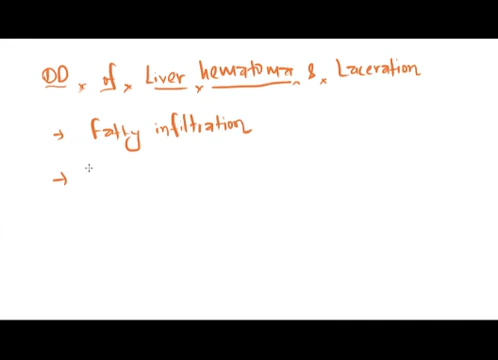 DD of Liver hematoma & Laceration
→ Fatty infiltration
→